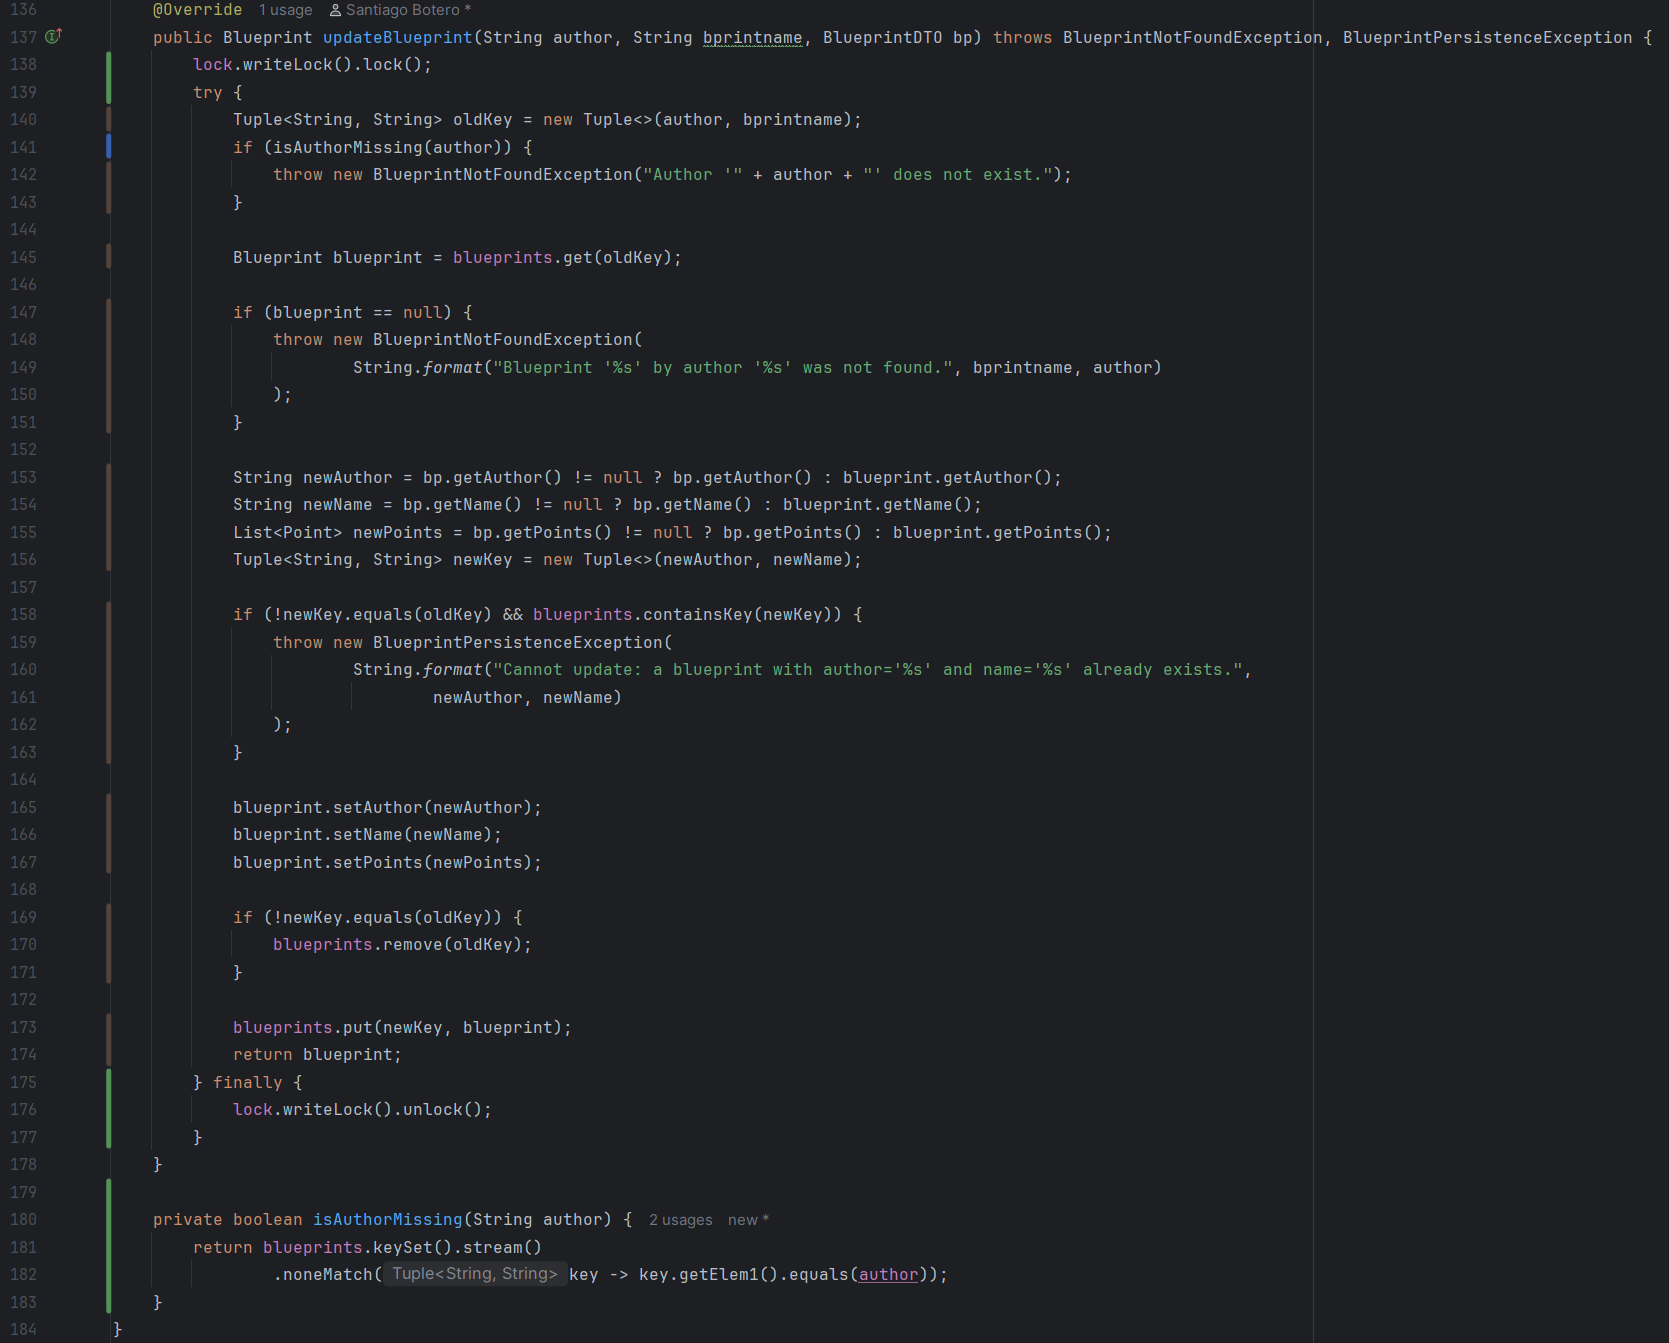 136 @Override 1 usage Santiago Botero *
137 public Blueprint updateBlueprint(String author, String bprintname, BlueprintDTO bp) throws BlueprintNotFoundException, BlueprintPersistenceException {
138 lock.writeLock().lock();
139 try {
140 Tuple<String, String> oldKey = new Tuple<>(author, bprintname);
141 if (isAuthorMissing(author)) {
142 throw new BlueprintNotFoundException("Author '" + author + "' does not exist.");
143 }
144
145 Blueprint blueprint = blueprints.get(oldKey);
146
147 if (blueprint == null) {
148 throw new BlueprintNotFoundException(
149 String.format("Blueprint '%s' by author '%s' was not found.", bprintname, author)
150 );
151 }
152
153 String newAuthor = bp.getAuthor() != null ? bp.getAuthor() : blueprint.getAuthor();
154 String newName = bp.getName() != null ? bp.getName() : blueprint.getName();
155 List<Point> newPoints = bp.getPoints() != null ? bp.getPoints() : blueprint.getPoints();
156 Tuple<String, String> newKey = new Tuple<>(newAuthor, newName);
157
158 if (!newKey.equals(oldKey) && blueprints.containsKey(newKey)) {
159 throw new BlueprintPersistenceException(
160 String.format("Cannot update: a blueprint with author='%s' and name='%s' already exists.",
161 newAuthor, newName)
162 );
163 }
164
165 blueprint.setAuthor(newAuthor);
166 blueprint.setName(newName);
167 blueprint.setPoints(newPoints);
168
169 if (!newKey.equals(oldKey)) {
170 blueprints.remove(oldKey);
171 }
172
173 blueprints.put(newKey, blueprint);
174 return blueprint;
175 } finally {
176 lock.writeLock().unlock();
177 }
178 }
179
180 private boolean isAuthorMissing(String author) { 2 usages new *
181 return blueprints.keySet().stream()
182 .noneMatch( Tuple<String, String> key -> key.getElem1().equals(author));
183 }
184 }